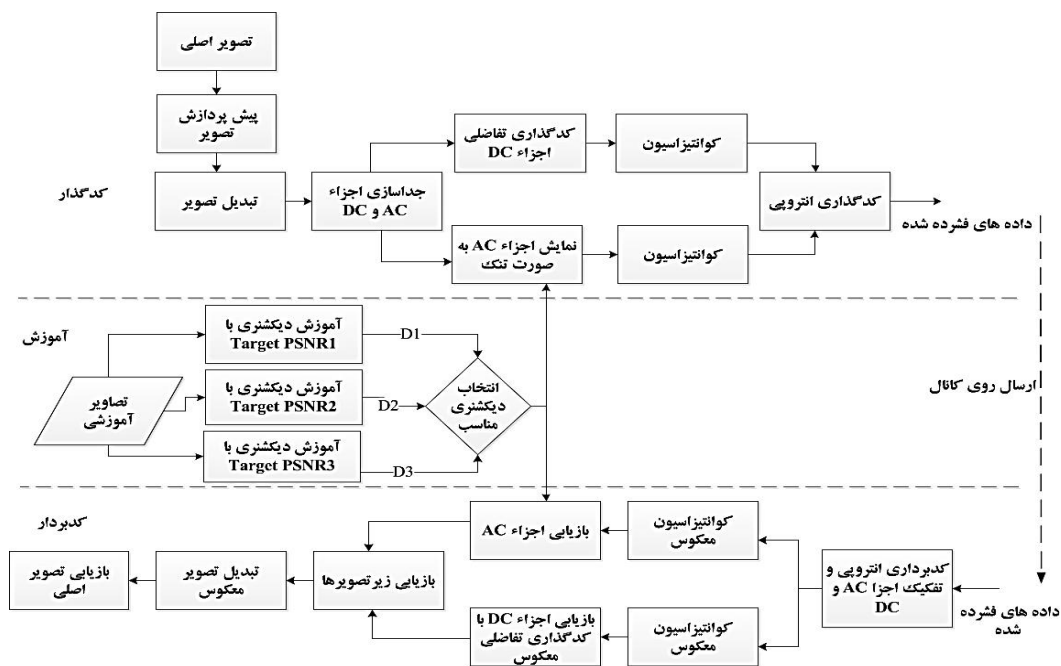 تصویر اصلی
پیش پردازش
تصویر
تبدیل تصویر
کدگذار
جداسازی اجزاء
AC و DC
کدگذاری تفاضلی
اجزاء DC
کوانتیزاسیون
نمایش اجزاء AC به
صورت تنک
کوانتیزاسیون
کدگذاری انتروپی
داده های فشرده شده
ارسال روی کانال
آموزش
تصاویر
آموزشی
آموزش دیکشنری با
Target PSNR1
آموزش دیکشنری با
Target PSNR2
آموزش دیکشنری با
Target PSNR3
D1
D2
D3
انتخاب
دیکشنری
مناسب
کدبردار
داده های فشرده
شده
کدبرداری انتروپی و
تفکیک اجزا AC و
DC
کوانتیزاسیون
معکوس
کوانتیزاسیون
معکوس
بازیابی اجزاء AC
بازیابی اجزاء DC با
کدگذاری تفاضلی
معکوس
بازیابی زیرتصویرها
تبدیل تصویر
معکوس
بازیابی تصویر
اصلی